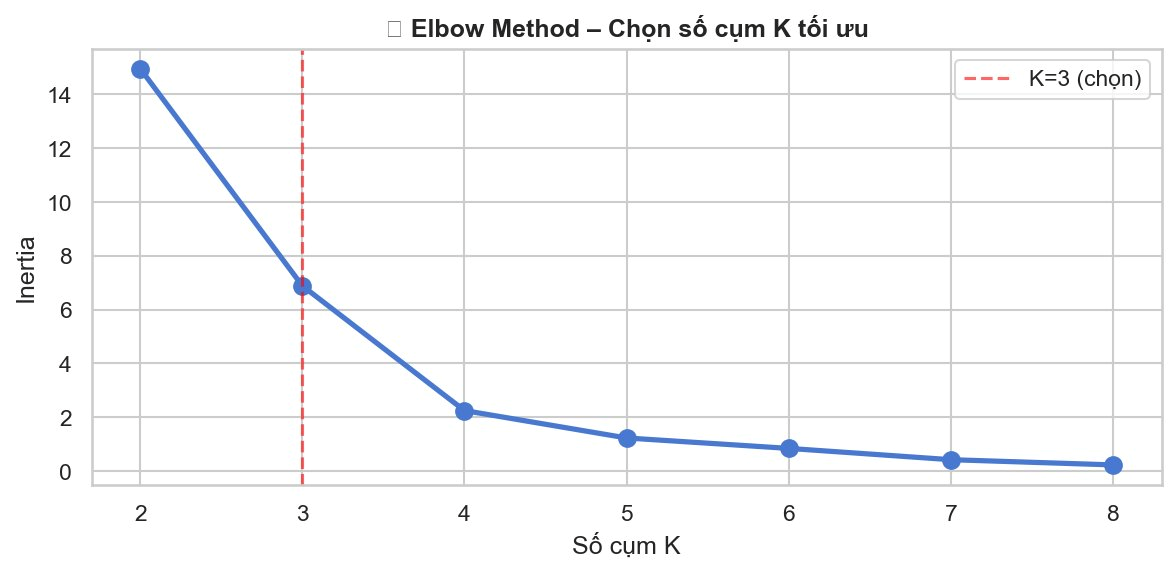 Elbow Method – Chọn số cụm K tối ưu
K=3 (chọn)
14
12
10
8
6
4
2
0
Inertia
2 3 4 5 6 7 8
Số cụm K